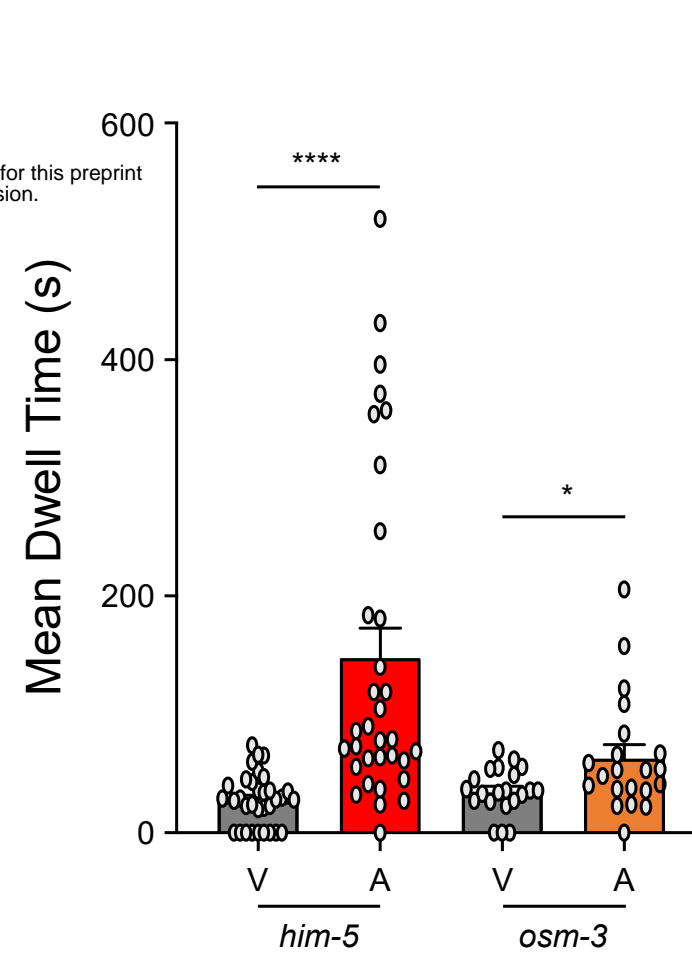 600
****
for this preprint
sion.
Mean Dwell Time (s)
400
*
200
0
V A V A
him-5 osm-3